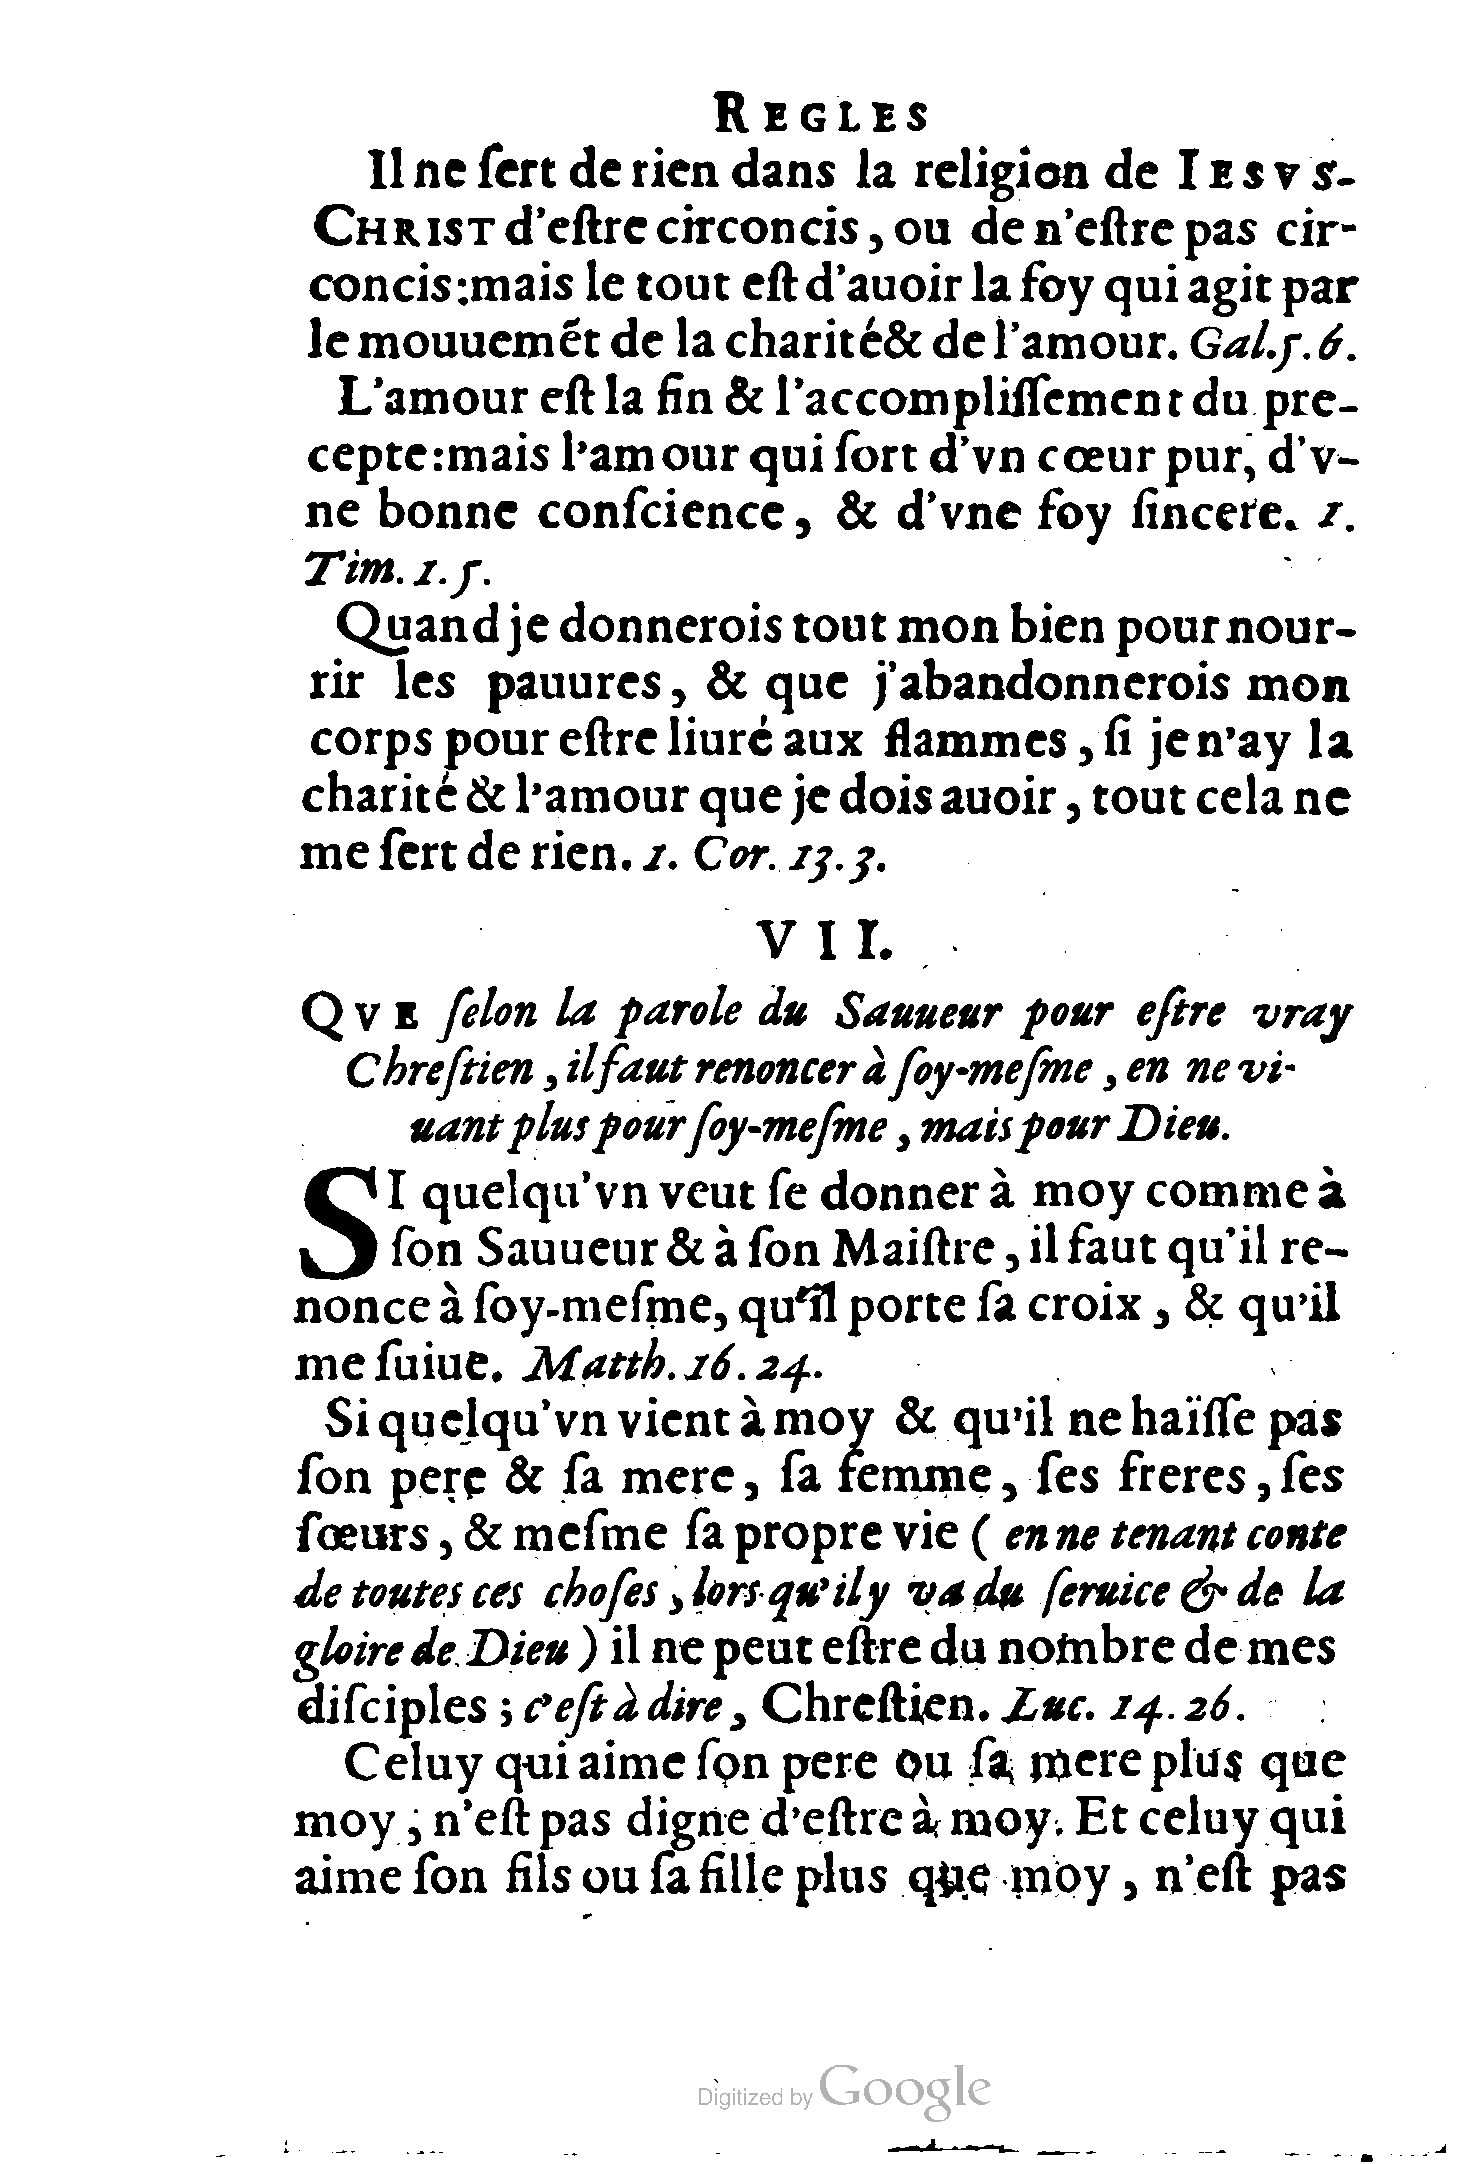 REGLES
Il ne ſert de rien dans la religion de IESVS-
CHRIST d'eſtre circoncis, ou de n'eſtre pas cir-
concis:mais le tout eſt d'auoir la foy qui agit par
le mouuemẽt de la charité & de l'amour. Gal. 5. 6.
L'amour eſt la fin & l'accompliſſement du pre-
cepte:mais l'amour qui ſort d'vn cœur pur, d'v-
ne bonne conſcience, & d'vne foy ſincere. 1.
Tim. 1. 5.
Quand je donnerois tout mon bien pour nour-
rir les pauures, & que j'abandonnerois mon
corps pour eſtre liuré aux flammes, ſi je n'ay la
charité & l'amour que je dois auoir, tout cela ne
me ſert de rien. 1. Cor. 13. 3.
VII.
QVE ſelon la parole du Sauueur pour eſtre vray
Chreſtien, il faut renoncer à ſoy-meſme, en ne vi-
uant plus pour ſoy-meſme, mais pour Dieu.
SI quelqu'vn veut ſe donner à moy comme à
ſon Sauueur & à ſon Maiſtre, il faut qu'il re-
nonce à ſoy-meſme, qu'il porte ſa croix, & qu'il
me ſuiue. Matth. 16. 24.
Si quelqu'vn vient à moy & qu'il ne haïſſe pas
ſon pere & ſa mere, ſa femme, ſes freres, ſes
ſœurs, & meſme ſa propre vie ( en ne tenant conte
de toutes ces choſes, lors qu'il y va du ſeruice & de la
gloire de Dieu ) il ne peut eſtre du nombre de mes
diſciples ; c'eſt à dire, Chreſtien. Luc. 14. 26.
Celuy qui aime ſon pere ou ſa mere plus que
moy ; n'eſt pas digne d'eſtre à moy. Et celuy qui
aime ſon fils ou ſa fille plus que moy, n'eſt pas
Digitized by Google